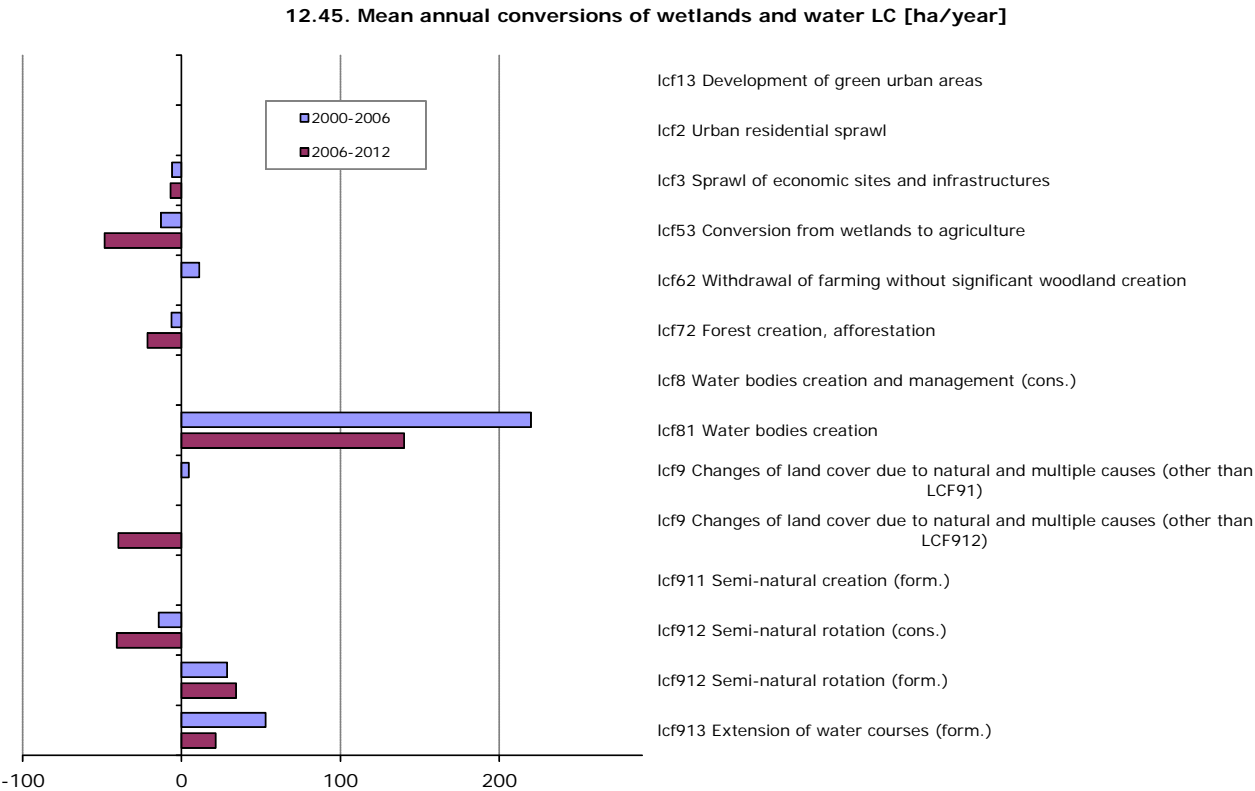 12.45. Mean annual conversions of wetlands and water LC [ha/year]
2000-2006
2006-2012
lcf13 Development of green urban areas
lcf2 Urban residential sprawl
lcf3 Sprawl of economic sites and infrastructures
lcf53 Conversion from wetlands to agriculture
lcf62 Withdrawal of farming without significant woodland creation
lcf72 Forest creation, afforestation
lcf8 Water bodies creation and management (cons.)
lcf81 Water bodies creation
lcf9 Changes of land cover due to natural and multiple causes (other than
LCF91)
lcf9 Changes of land cover due to natural and multiple causes (other than
LCF912)
lcf911 Semi-natural creation (form.)
lcf912 Semi-natural rotation (cons.)
lcf912 Semi-natural rotation (form.)
lcf913 Extension of water courses (form.)
-100 0 100 200